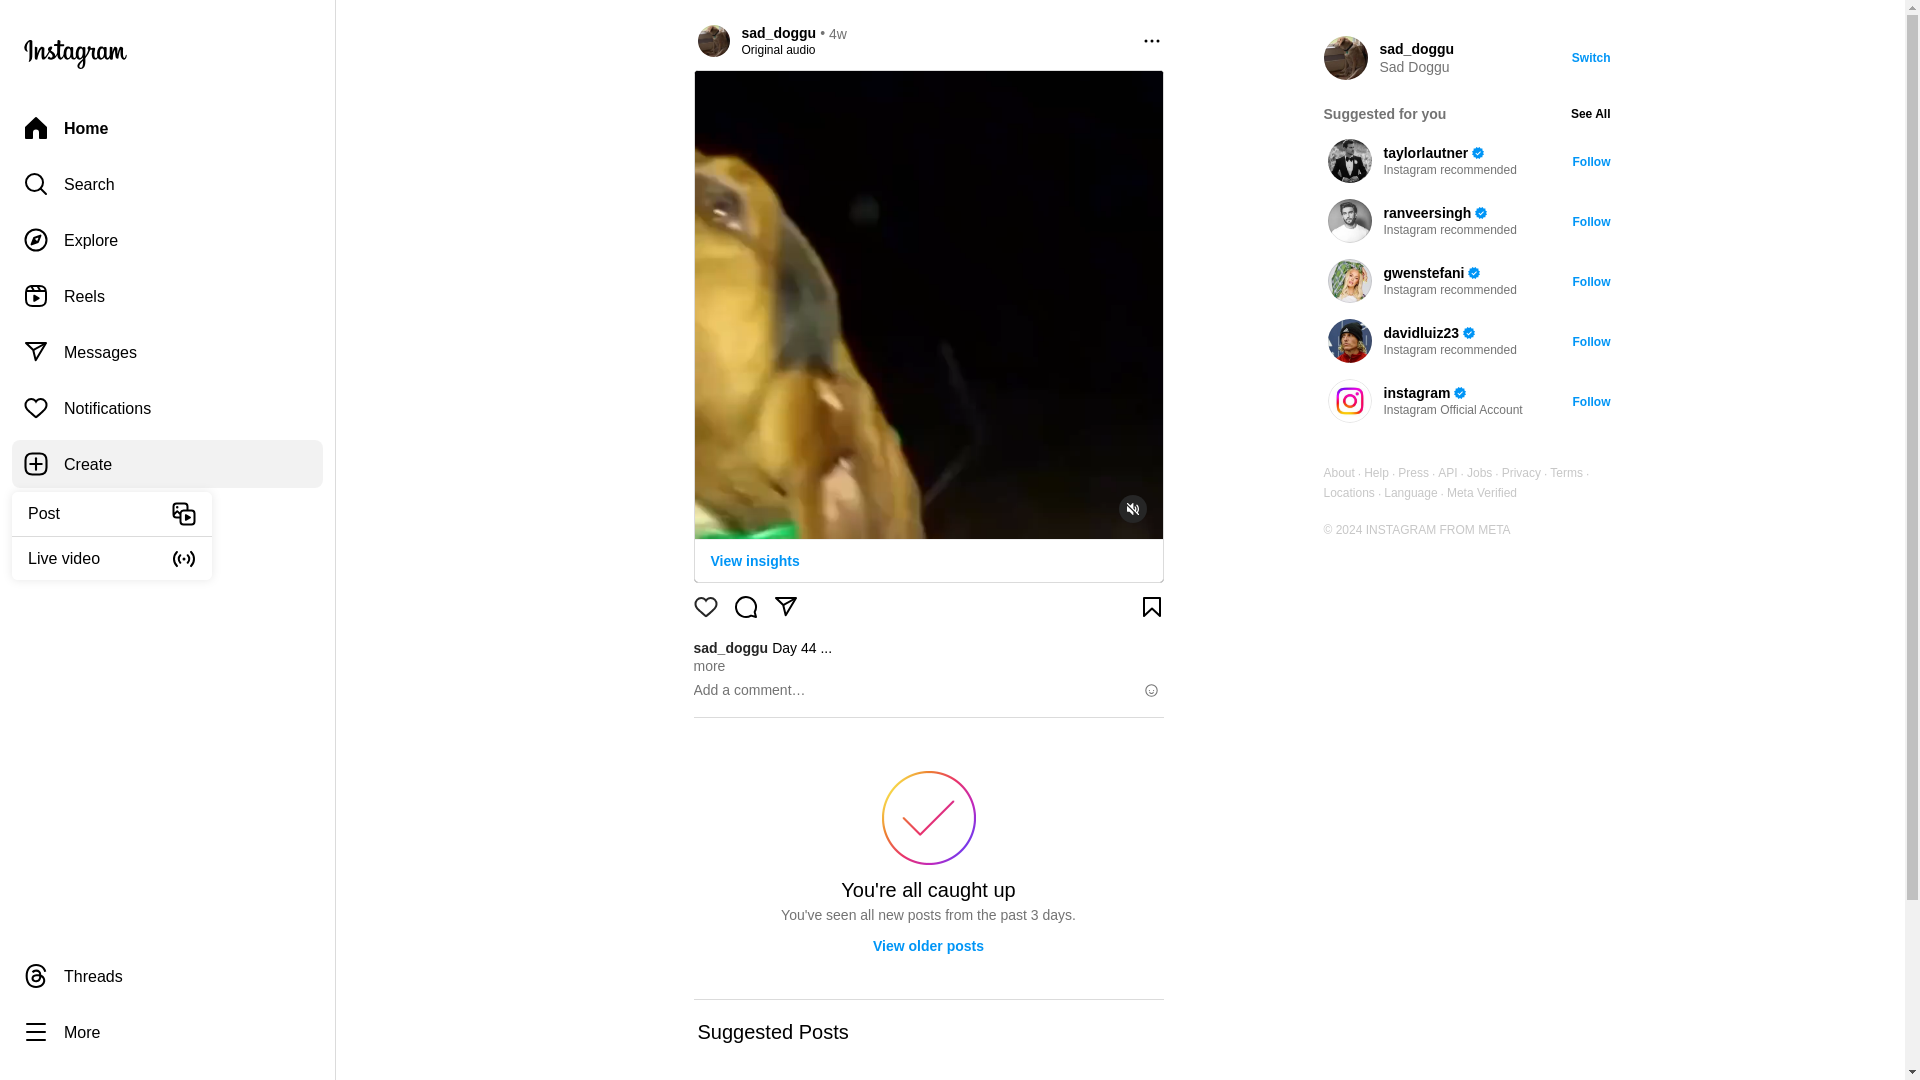 Instagram
Home
Search
Explore
Reels
Messages
Notifications
Create
Post
Live video
Threads
More
sad_doggu • 4w
Original audio
View insights
sad_doggu Day 44 ...
more
Add a comment…
You're all caught up
You've seen all new posts from the past 3 days.
View older posts
Suggested Posts
sad_doggu
Sad Doggu
Switch
Suggested for you
See All
taylorlautner
Instagram recommended
Follow
ranveersingh
Instagram recommended
Follow
gwenstefani
Instagram recommended
Follow
davidluiz23
Instagram recommended
Follow
instagram
Instagram Official Account
Follow
About · Help · Press · API · Jobs · Privacy · Terms ·
Locations · Language · Meta Verified
© 2024 INSTAGRAM FROM META